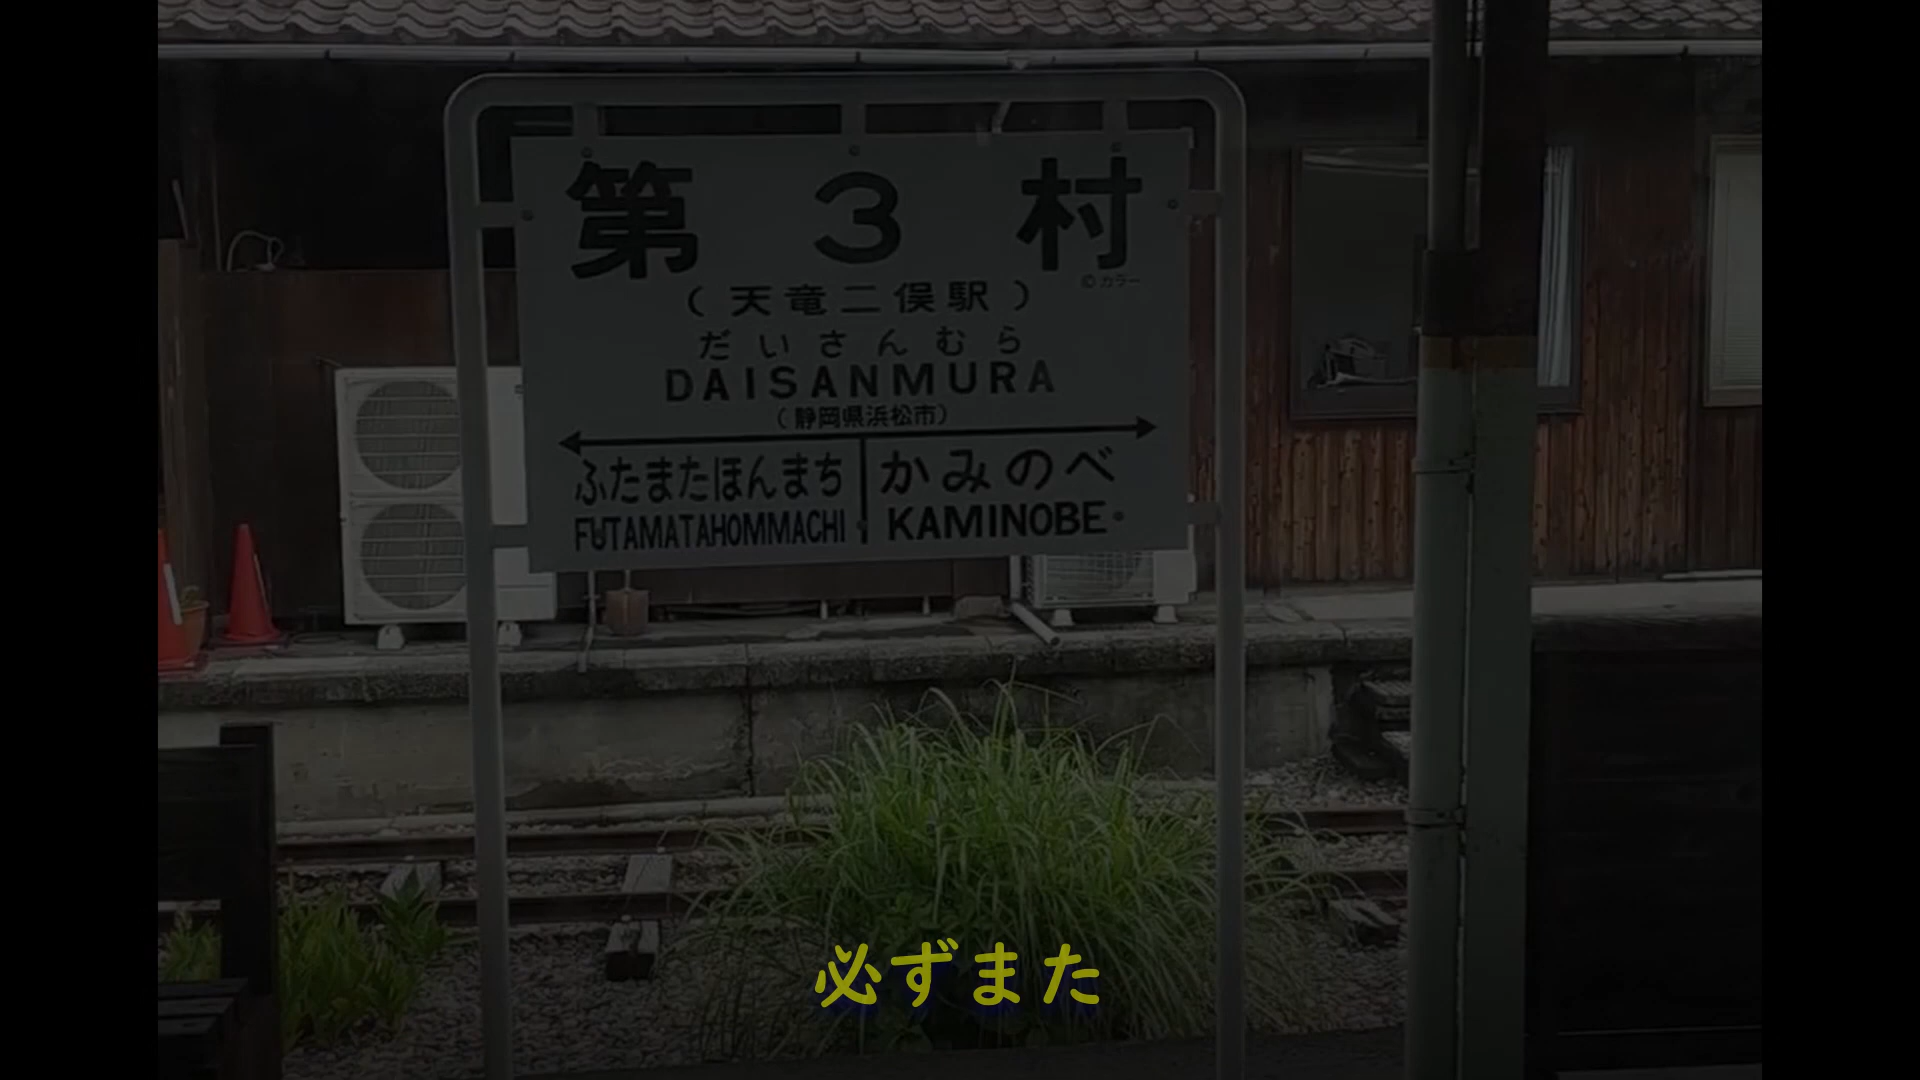 第3村
©カラー
(天竜二俣駅)
だいさんむら
DAISANMURA
(静岡県浜松市)
ふたまたほんまち かみのべ
FUTAMATAHOMMACHI KAMINOBE
必ずまた